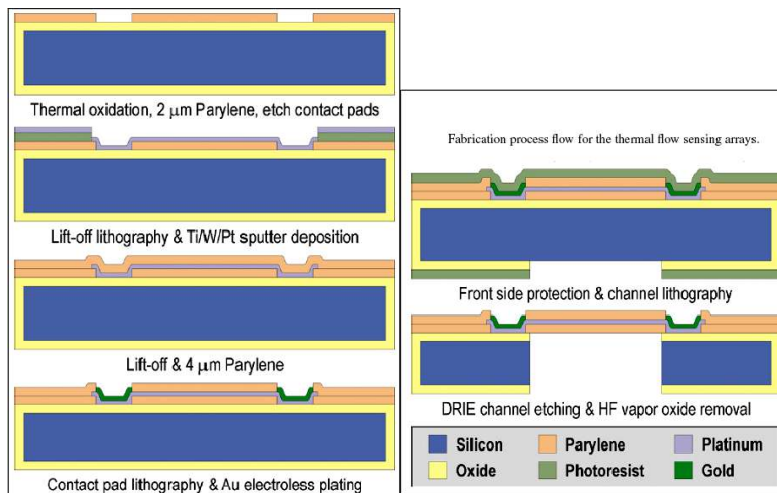 Thermal oxidation, 2 μm Parylene, etch contact pads
Lift-off lithography & Ti/W/Pt sputter deposition
Lift-off & 4 μm Parylene
Contact pad lithography & Au electroless plating
Fabrication process flow for the thermal flow sensing arrays.
Front side protection & channel lithography
DRIE channel etching & HF vapor oxide removal
Silicon Parylene Platinum
Oxide Photoresist Gold